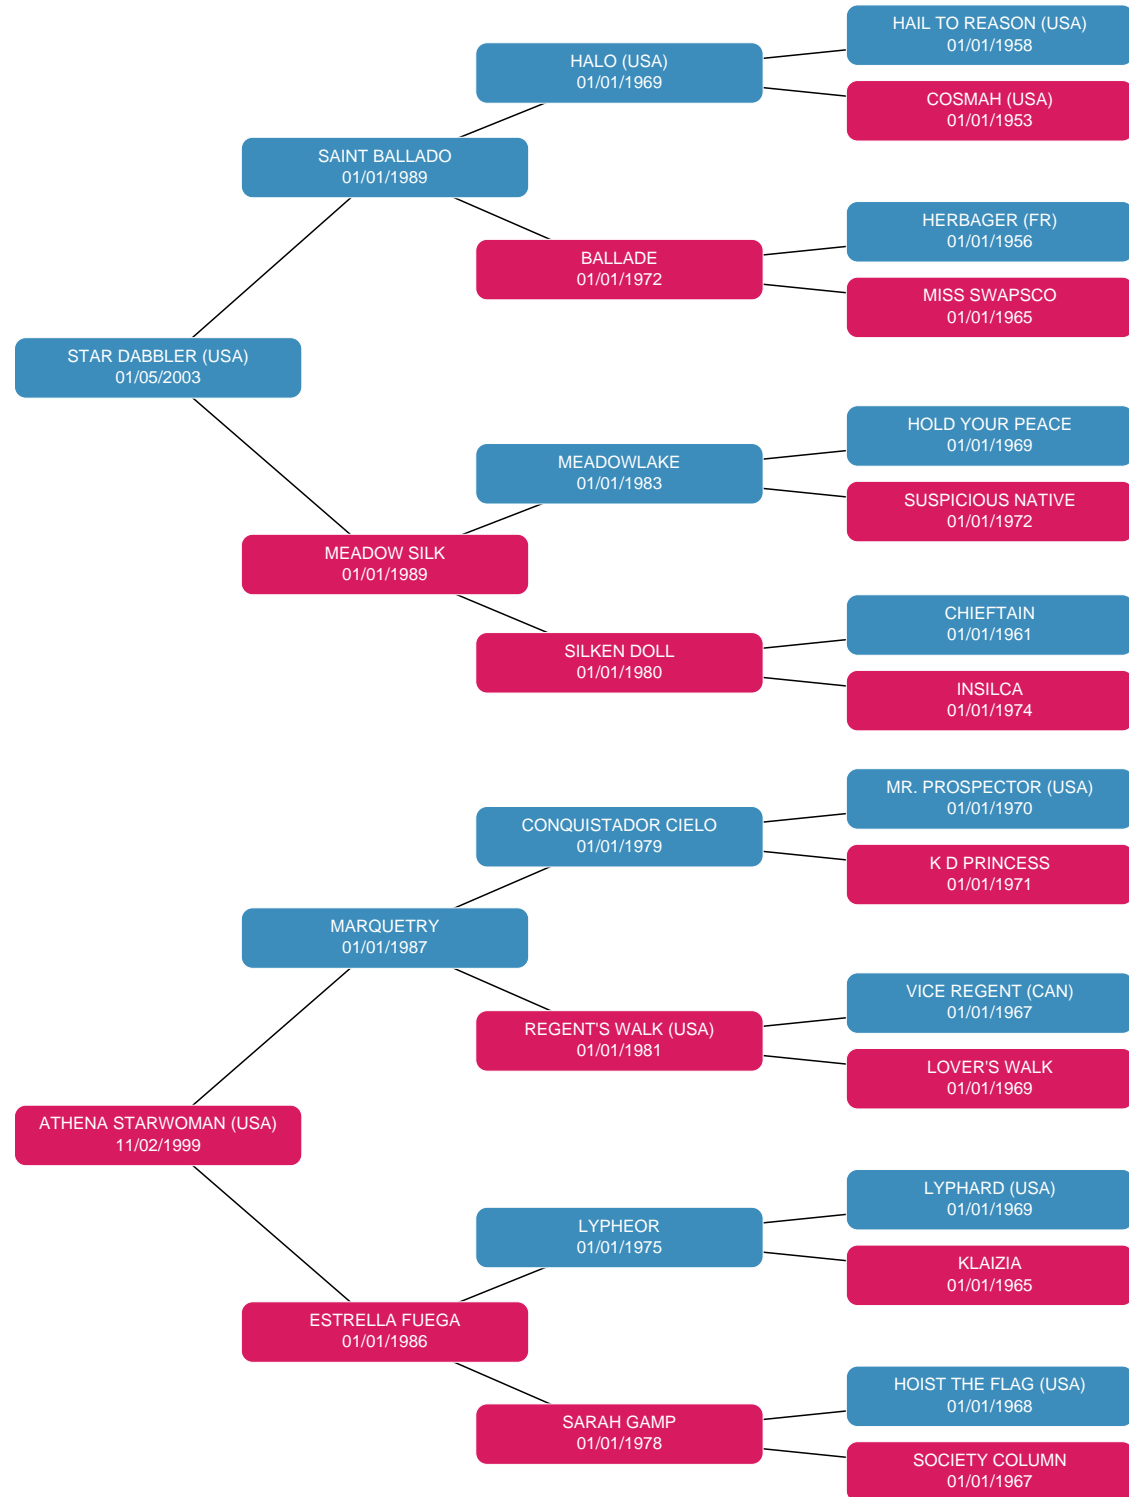 HAIL TO REASON (USA)
01/01/1958
HALO (USA)
01/01/1969
COSMAH (USA)
01/01/1953
SAINT BALLADO
01/01/1989
HERBAGER (FR)
01/01/1956
BALLADE
01/01/1972
MISS SWAPSCO
01/01/1965
STAR DABBLER (USA)
01/05/2003
HOLD YOUR PEACE
01/01/1969
MEADOWLAKE
01/01/1983
SUSPICIOUS NATIVE
01/01/1972
MEADOW SILK
01/01/1989
CHIEFTAIN
01/01/1961
SILKEN DOLL
01/01/1980
INSILCA
01/01/1974
MR. PROSPECTOR (USA)
01/01/1970
CONQUISTADOR CIELO
01/01/1979
K D PRINCESS
01/01/1971
MARQUETRY
01/01/1987
VICE REGENT (CAN)
01/01/1967
REGENT'S WALK (USA)
01/01/1981
LOVER'S WALK
01/01/1969
ATHENA STARWOMAN (USA)
11/02/1999
LYPHARD (USA)
01/01/1969
LYPHEOR
01/01/1975
KLAIZIA
01/01/1965
ESTRELLA FUEGA
01/01/1986
HOIST THE FLAG (USA)
01/01/1968
SARAH GAMP
01/01/1978
SOCIETY COLUMN
01/01/1967